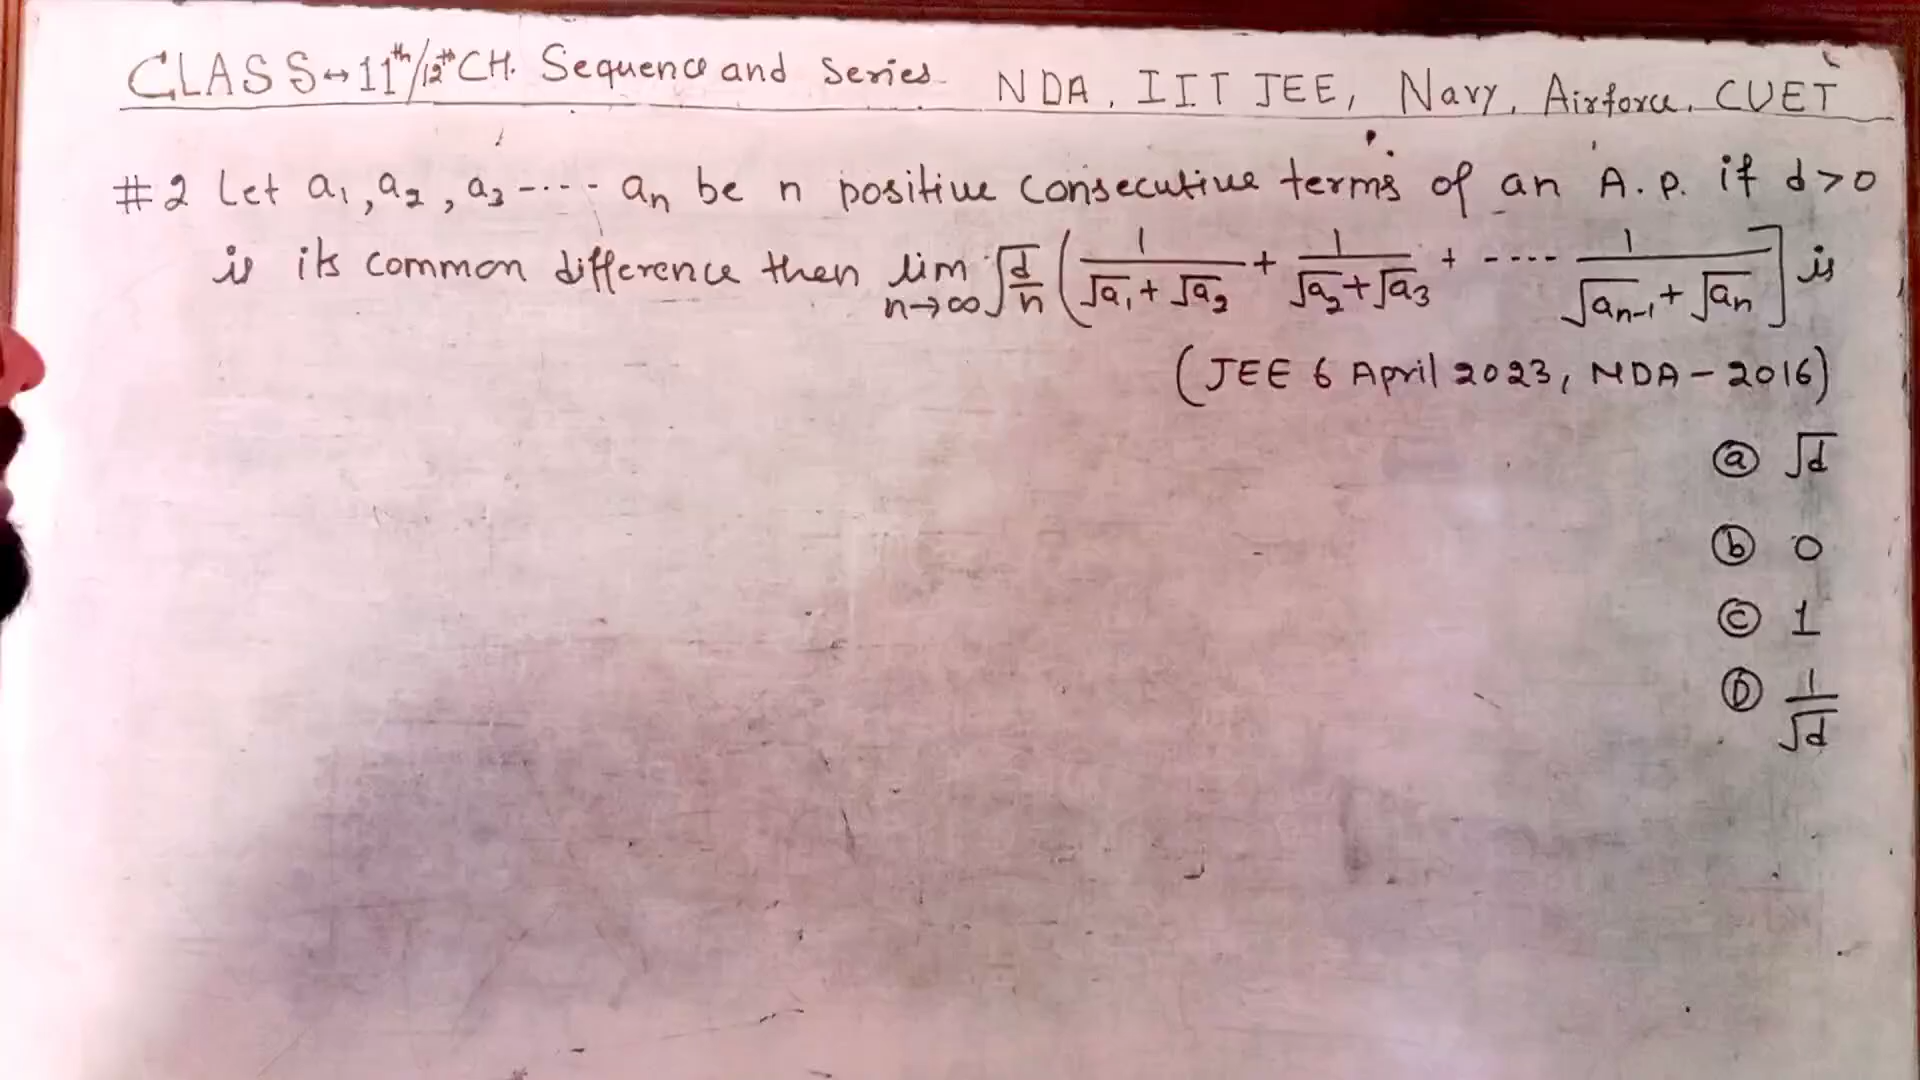 CLASS→11th/12th CH. Sequence and Series NDA, IIT JEE, Navy, Airforce, CUET
#2 Let a₁, a₂, a₃ ---- aₙ be n positive consecutive terms of an A.P. if d>0
is its common difference then lim n→∞ √(d/n) (1/(√a₁+√a₂) + 1/(√a₂+√a₃) + ---- 1/(√aₙ₋₁+√aₙ)] is
(JEE 6 April 2023, NDA-2016)
ⓐ √d
ⓑ 0
ⓒ 1
Ⓓ 1/√d